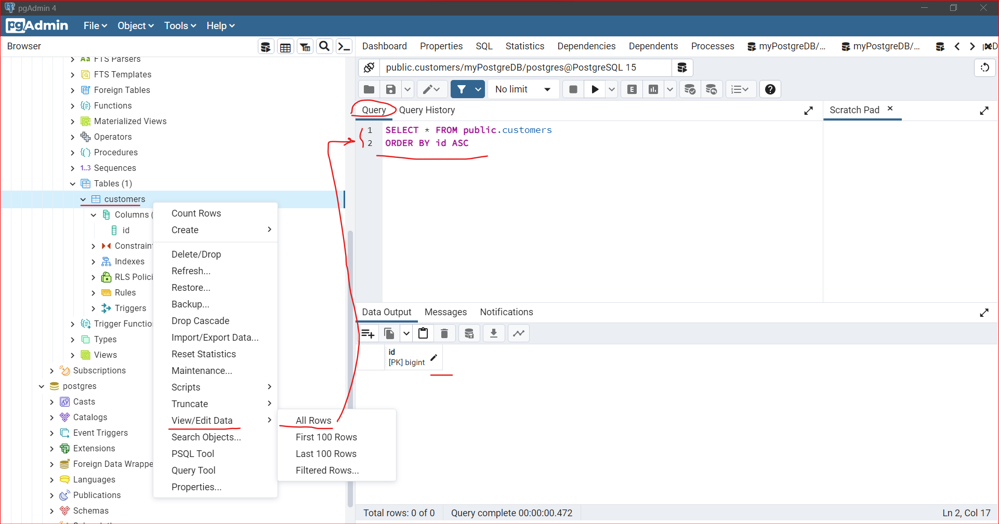 pgAdmin 4
pgAdmin
File
Object
Tools
Help
Browser
FTS Parsers
FTS Templates
Foreign Tables
Functions
Materialized Views
Operators
Procedures
1..3 Sequences
Tables (1)
customers
Columns (
id
Constraint
Indexes
RLS Polici
Rules
Triggers
Trigger Functio
Types
Views
Subscriptions
postgres
Casts
Catalogs
Event Triggers
Extensions
Foreign Data Wrappe
Languages
Publications
Schemas
Count Rows
Create
Delete/Drop
Refresh...
Restore...
Backup...
Drop Cascade
Import/Export Data...
Reset Statistics
Maintenance...
Scripts
Truncate
View/Edit Data
Search Objects...
PSQL Tool
Query Tool
Properties...
All Rows
First 100 Rows
Last 100 Rows
Filtered Rows...
Dashboard
Properties
SQL
Statistics
Dependencies
Dependents
Processes
myPostgreDB/...
myPostgreDB/...
public.customers/myPostgreDB/postgres@PostgreSQL 15
No limit
E
Query
Query History
Scratch Pad
1 SELECT * FROM public.customers
2 ORDER BY id ASC
Data Output
Messages
Notifications
id
[PK] bigint
Total rows: 0 of 0
Query complete 00:00:00.472
Ln 2, Col 17